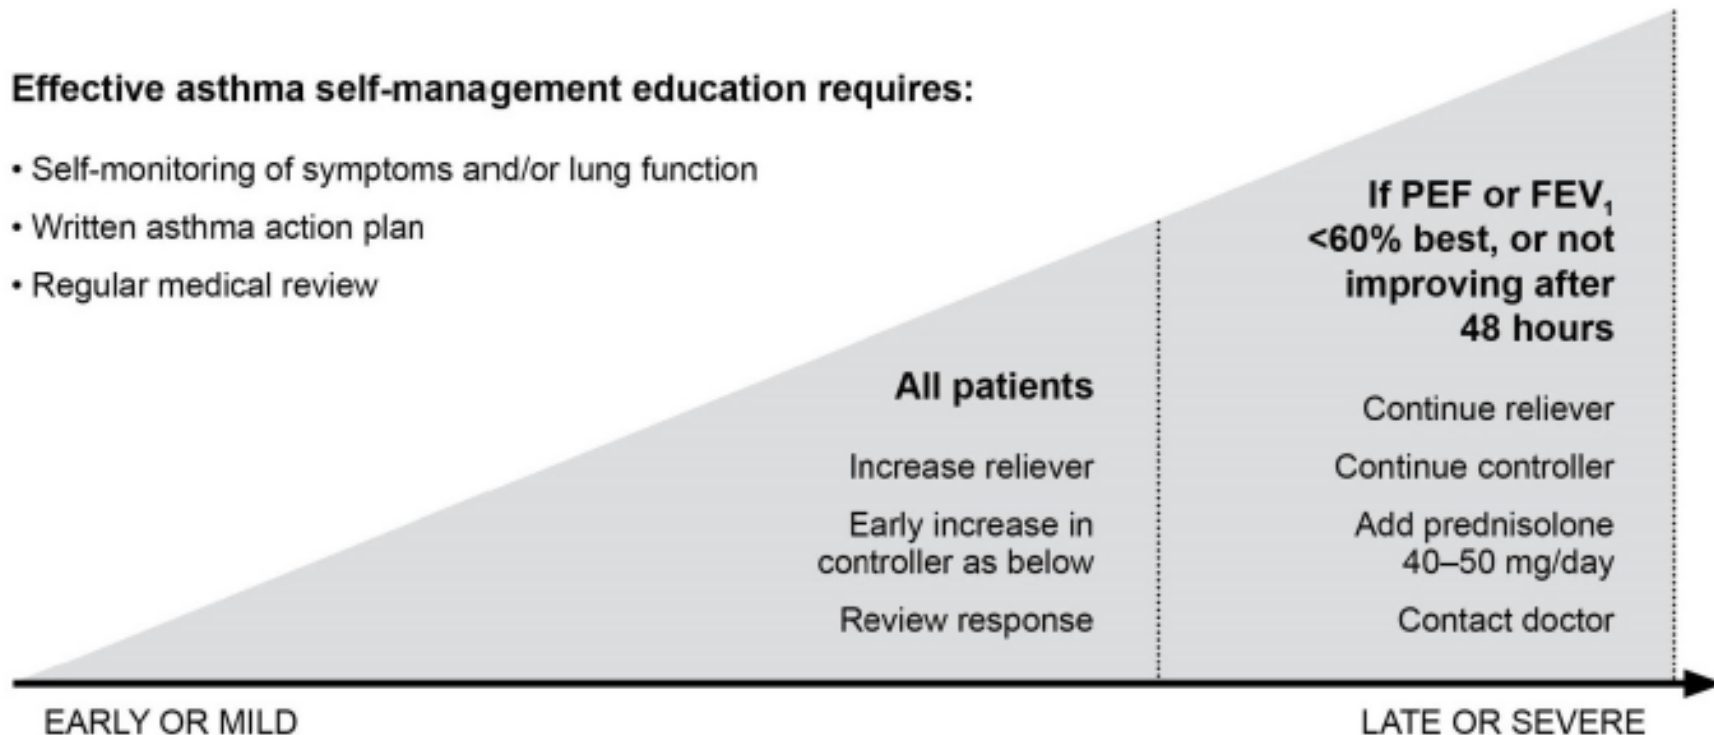 Effective asthma self-management education requires:
• Self-monitoring of symptoms and/or lung function
• Written asthma action plan
• Regular medical review
All patients
Increase reliever
Early increase in
controller as below
Review response
If PEF or FEV₁
<60% best, or not
improving after
48 hours
Continue reliever
Continue controller
Add prednisolone
40–50 mg/day
Contact doctor
EARLY OR MILD
LATE OR SEVERE